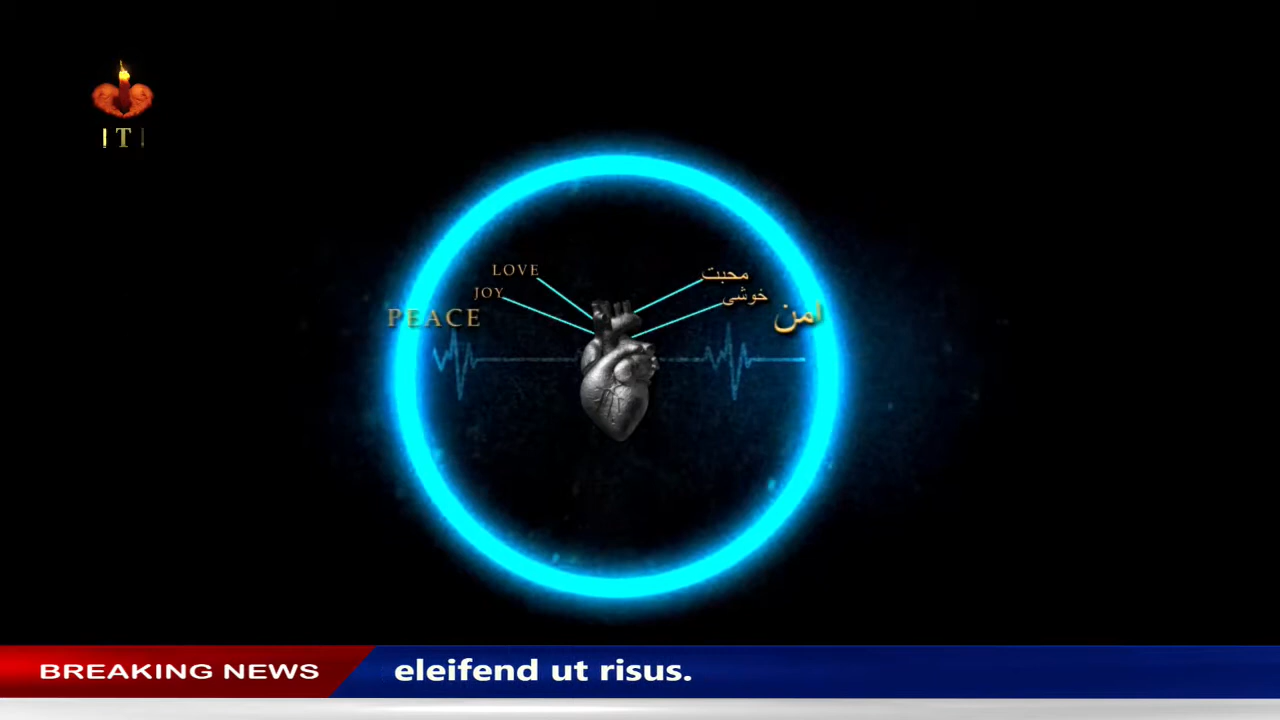 ITI
LOVE
محبت
JOY
خوشی
PEACE
امن
BREAKING NEWS
eleifend ut risus.